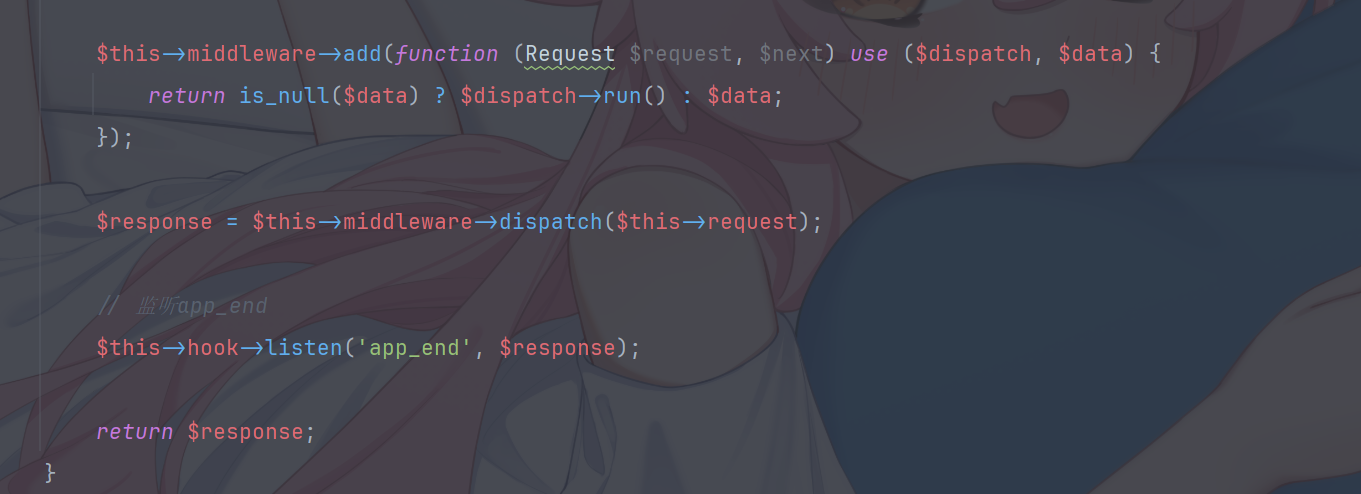 $this->middleware->add(function (Request $request, $next) use ($dispatch, $data) {
    return is_null($data) ? $dispatch->run() : $data;
});
$response = $this->middleware->dispatch($this->request);
// 监听app_end
$this->hook->listen('app_end', $response);
return $response;
}